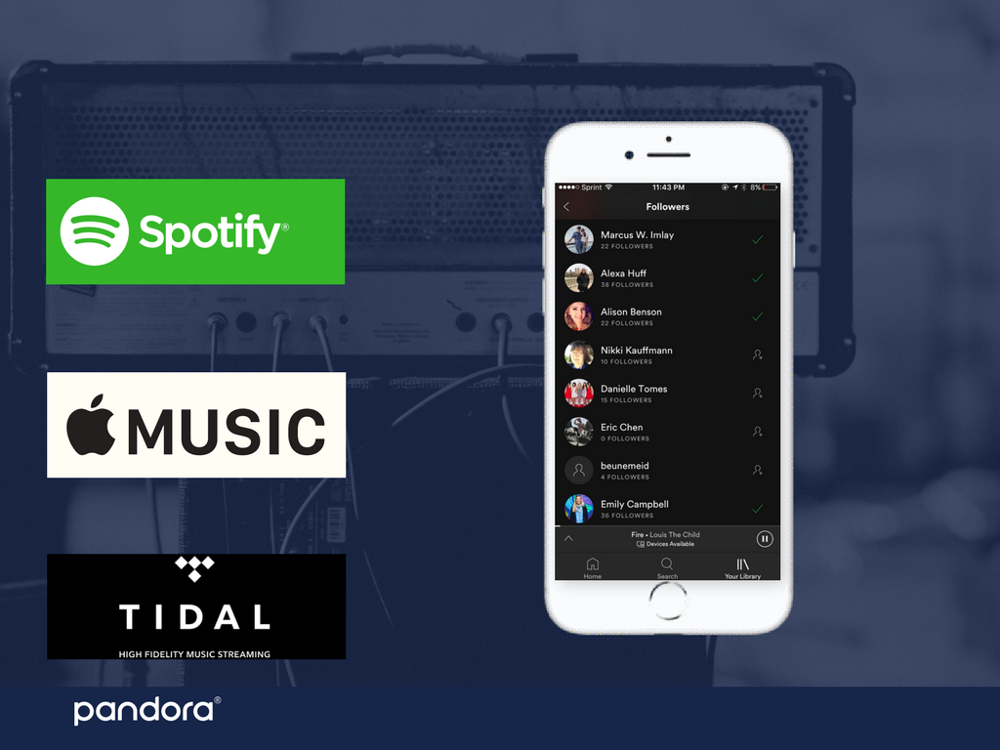 Spotify®
MUSIC
TIDAL
HIGH FIDELITY MUSIC STREAMING
pandora®
Sprint 11:43 PM 8%
Followers
Marcus W. Imlay
22 FOLLOWERS
Alexa Huff
38 FOLLOWERS
Alison Benson
22 FOLLOWERS
Nikki Kauffmann
10 FOLLOWERS
Danielle Tomes
15 FOLLOWERS
Eric Chen
0 FOLLOWERS
beunemeid
4 FOLLOWERS
Emily Campbell
36 FOLLOWERS
Fire • Louis The Child
Devices Available
Home Search Your Library